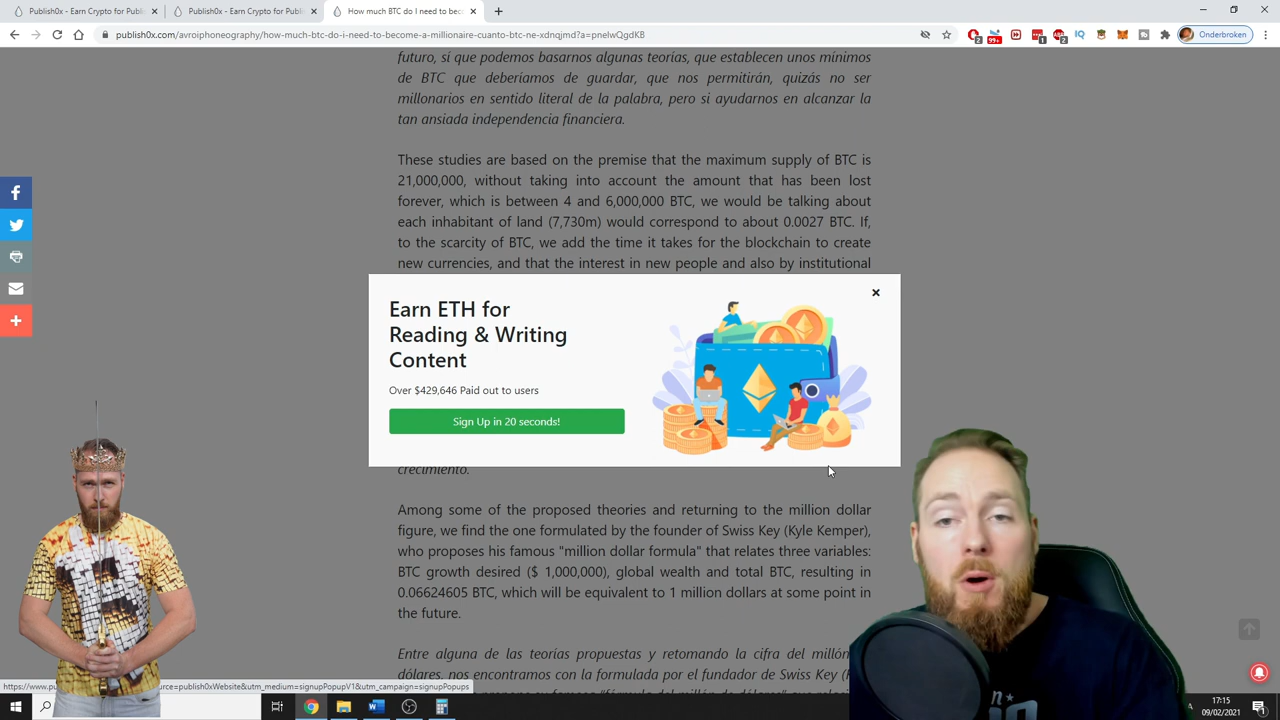 Publish0x - Earn Crypto for Publ
Publish0x - Earn Crypto for Publ
How much BTC do I need to bec
publish0x.com/avroiphoneography/how-much-btc-do-i-need-to-become-a-millionaire-cuanto-btc-ne-xdnqjmd?a=pnelwQgdKB
2
99+
1
2
IQ
Onderbroken
futuro, si que podemos basarnos algunas teorías, que establecen unos mínimos
de BTC que deberíamos de guardar, que nos permitirán, quizás no ser
millonarios en sentido literal de la palabra, pero si ayudarnos en alcanzar la
tan ansiada independencia financiera.
These studies are based on the premise that the maximum supply of BTC is
21,000,000, without taking into account the amount that has been lost
forever, which is between 4 and 6,000,000 BTC, we would be talking about
each inhabitant of land (7,730m) would correspond to about 0.0027 BTC. If,
to the scarcity of BTC, we add the time it takes for the blockchain to create
new currencies, and that the interest in new people and also by institutional
Earn ETH for
Reading & Writing
Content
Over $429,646 Paid out to users
Sign Up in 20 seconds!
crecimiento.
Among some of the proposed theories and returning to the million dollar
figure, we find the one formulated by the founder of Swiss Key (Kyle Kemper),
who proposes his famous "million dollar formula" that relates three variables:
BTC growth desired ($ 1,000,000), global wealth and total BTC, resulting in
0.06624605 BTC, which will be equivalent to 1 million dollars at some point in
the future.
Entre alguna de las teorías propuestas y retomando la cifra del millón
dólares, nos encontramos con la formulada por el fundador de Swiss Key (
https://www.pu
ource=publish0xWebsite&utm_medium=signupPopupV1&utm_campaign=signupPopups
17:15
09/02/2021